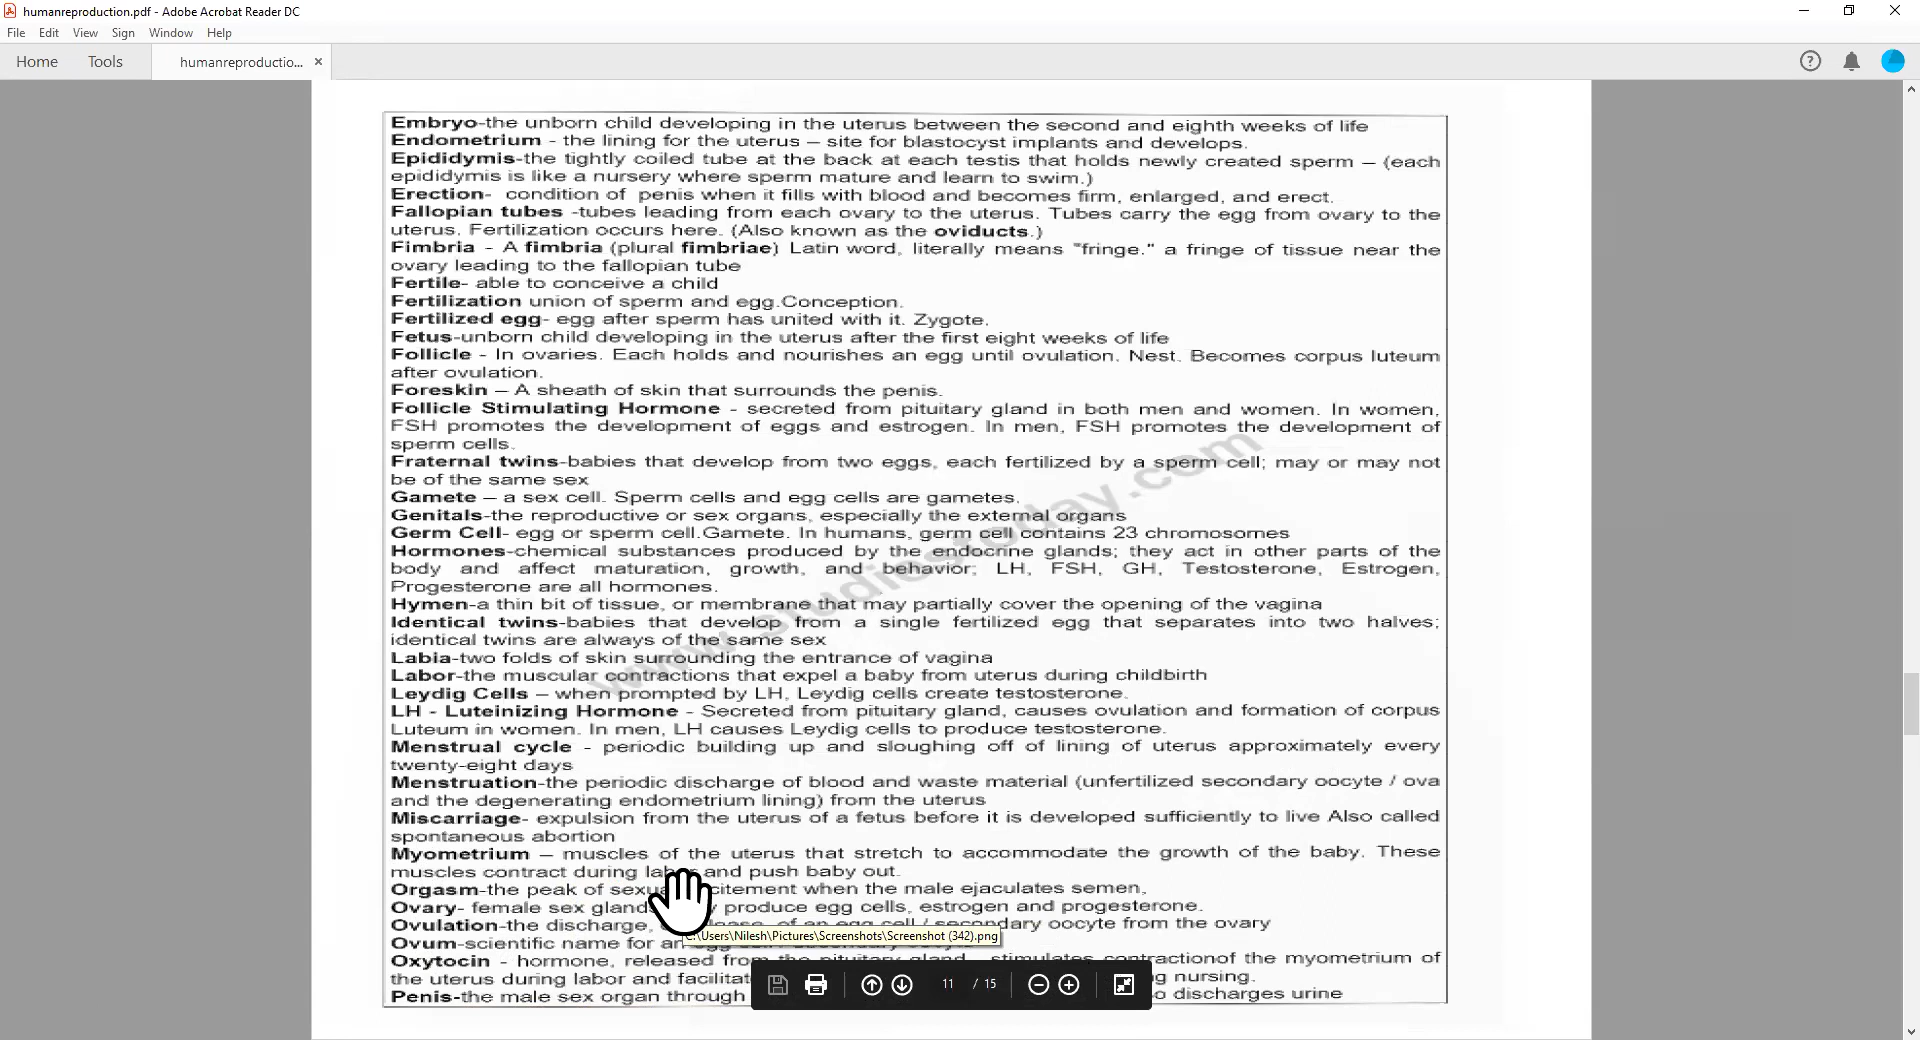 humanreproduction.pdf - Adobe Acrobat Reader DC
File Edit View Sign Window Help
Home Tools humanreproductio... ×
Embryo-the unborn child developing in the uterus between the second and eighth weeks of life
Endometrium - the lining for the uterus – site for blastocyst implants and develops.
Epididymis-the tightly coiled tube at the back at each testis that holds newly created sperm – (each
epididymis is like a nursery where sperm mature and learn to swim.)
Erection- condition of penis when it fills with blood and becomes firm, enlarged, and erect.
Fallopian tubes -tubes leading from each ovary to the uterus. Tubes carry the egg from ovary to the
uterus. Fertilization occurs here. (Also known as the oviducts.)
Fimbria - A fimbria (plural fimbriae) Latin word, literally means "fringe." a fringe of tissue near the
ovary leading to the fallopian tube
Fertile- able to conceive a child
Fertilization union of sperm and egg.Conception.
Fertilized egg- egg after sperm has united with it. Zygote.
Fetus-unborn child developing in the uterus after the first eight weeks of life
Follicle - In ovaries. Each holds and nourishes an egg until ovulation. Nest. Becomes corpus luteum
after ovulation.
Foreskin – A sheath of skin that surrounds the penis.
Follicle Stimulating Hormone - secreted from pituitary gland in both men and women. In women,
FSH promotes the development of eggs and estrogen. In men, FSH promotes the development of
sperm cells.
Fraternal twins-babies that develop from two eggs, each fertilized by a sperm cell; may or may not
be of the same sex
Gamete – a sex cell. Sperm cells and egg cells are gametes.
Genitals-the reproductive or sex organs, especially the external organs
Germ Cell- egg or sperm cell.Gamete. In humans, germ cell contains 23 chromosomes
Hormones-chemical substances produced by the endocrine glands; they act in other parts of the
body and affect maturation, growth, and behavior; LH, FSH, GH, Testosterone, Estrogen,
Progesterone are all hormones.
Hymen-a thin bit of tissue, or membrane that may partially cover the opening of the vagina
Identical twins-babies that develop from a single fertilized egg that separates into two halves;
identical twins are always of the same sex
Labia-two folds of skin surrounding the entrance of vagina
Labor-the muscular contractions that expel a baby from uterus during childbirth
Leydig Cells – when prompted by LH, Leydig cells create testosterone.
LH - Luteinizing Hormone - Secreted from pituitary gland, causes ovulation and formation of corpus
Luteum in women. In men, LH causes Leydig cells to produce testosterone.
Menstrual cycle - periodic building up and sloughing off of lining of uterus approximately every
twenty-eight days
Menstruation-the periodic discharge of blood and waste material (unfertilized secondary oocyte / ova
and the degenerating endometrium lining) from the uterus
Miscarriage- expulsion from the uterus of a fetus before it is developed sufficiently to live Also called
spontaneous abortion
Myometrium – muscles of the uterus that stretch to accommodate the growth of the baby. These
muscles contract during and push baby out.
Orgasm-the peak of when the male ejaculates semen,
Ovary- female sex glands produce egg cells, estrogen and progesterone.
Ovulation-the discharge, of an egg cell / secondary oocyte from the ovary
Ovum-scientific name for an
C:\Users\Nilesh\Pictures\Screenshots\Screenshot (342).png
Oxytocin - hormone, released from the pituitary gland stimulates contractionof the myometrium of
the uterus during labor and nursing.
Penis-the male sex organ through discharges urine
www.studiestoday.com
11 / 15